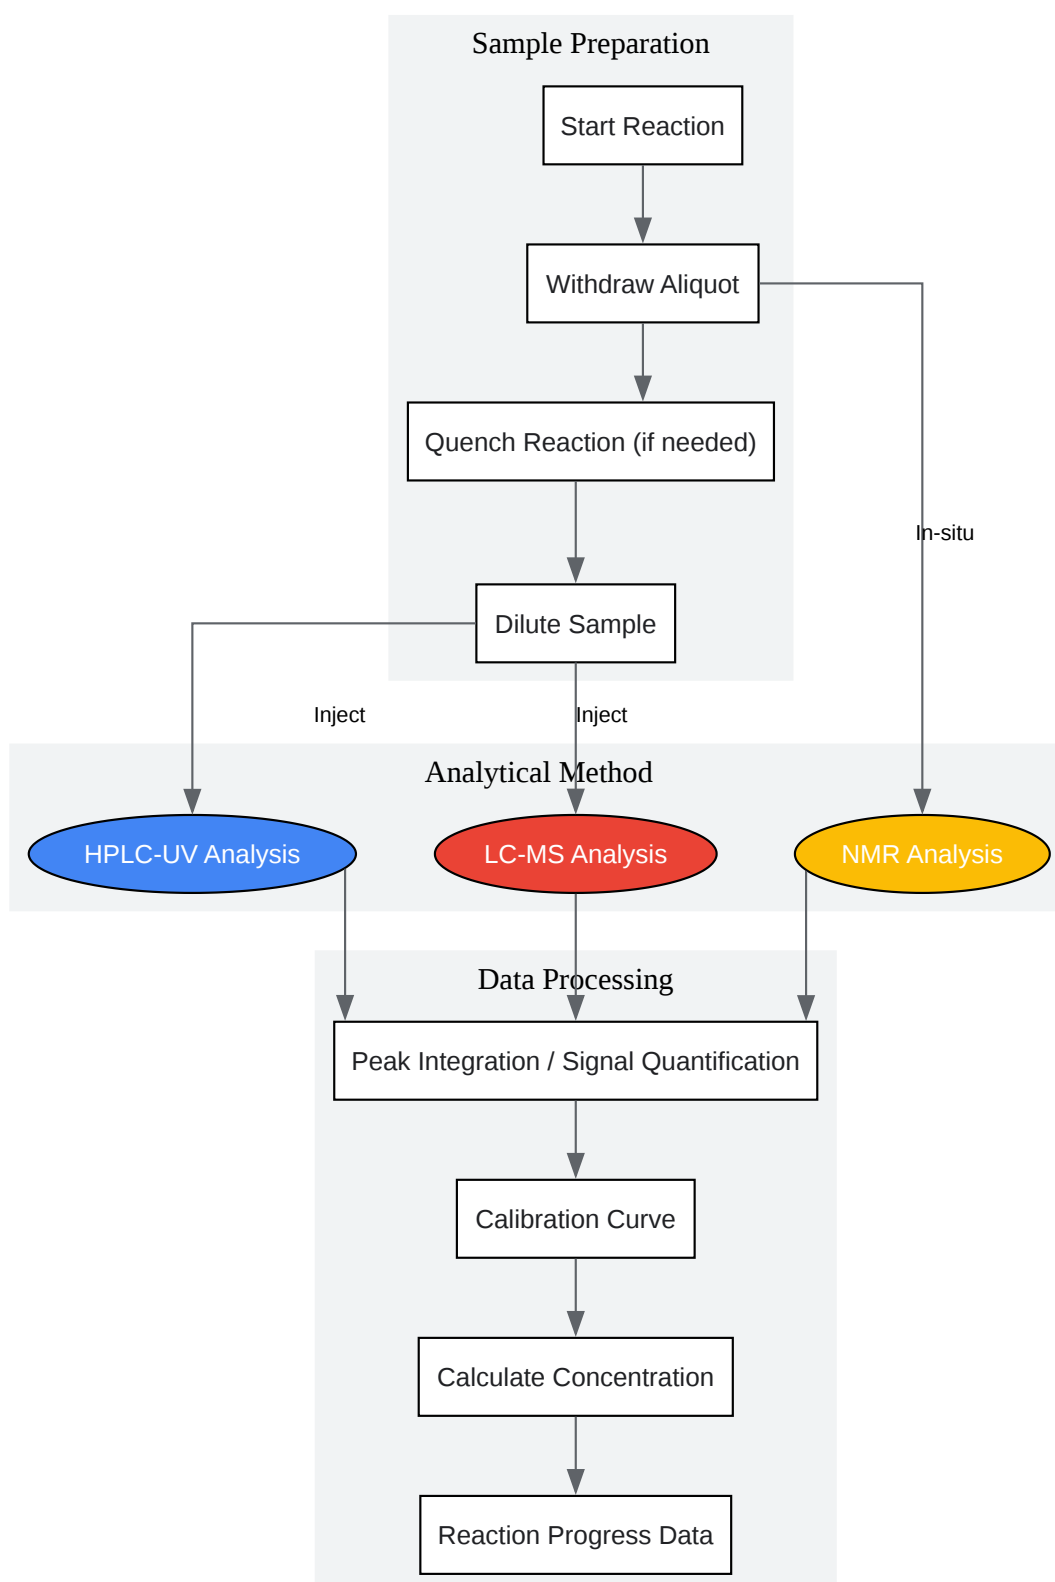 Sample Preparation
Start Reaction
Withdraw Aliquot
Quench Reaction (if needed)
In-situ
Dilute Sample
Inject
Inject
Analytical Method
HPLC-UV Analysis
LC-MS Analysis
NMR Analysis
Data Processing
Peak Integration / Signal Quantification
Calibration Curve
Calculate Concentration
Reaction Progress Data